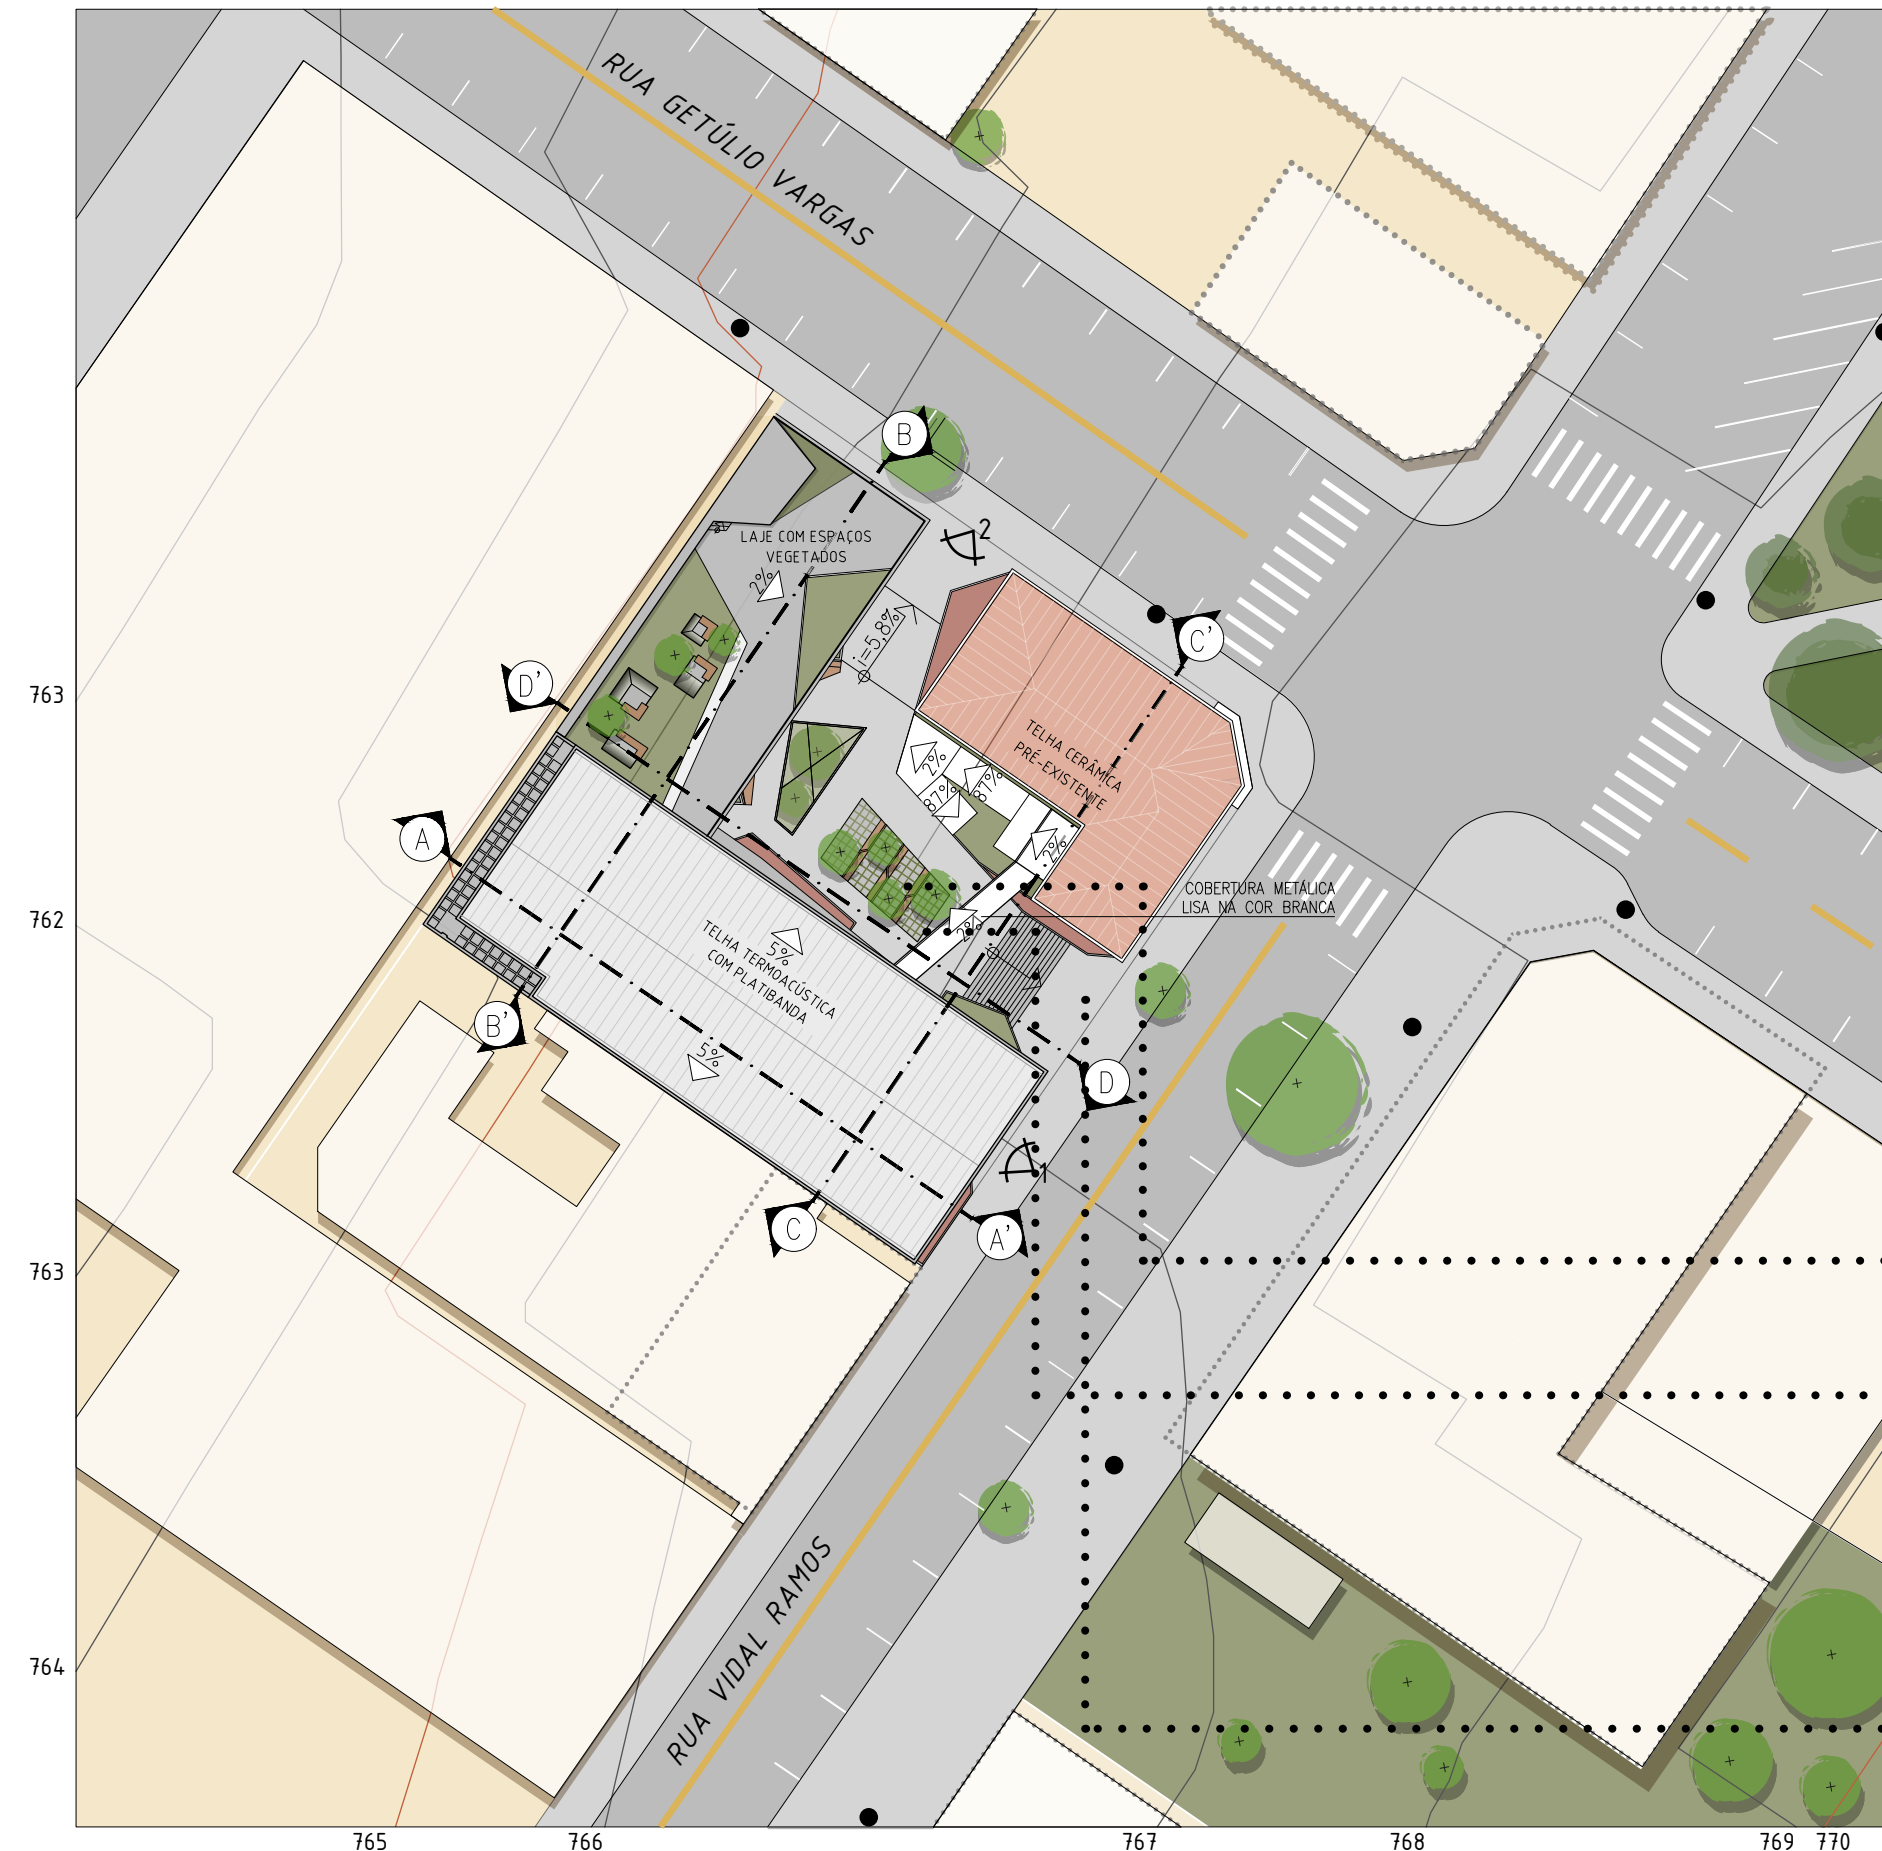 RUA GETÚLIO VARGAS
B
2
LAJE COM ESPAÇOS
VEGETADOS
2%
i=5,8%
C'
D'
763
TELHA CERÂMICA
PRÉ-EXISTENTE
2%
87%
87%
2%
A
COBERTURA METÁLICA
LISA NA COR BRANCA
762
2%
TELHA TERMOACÚSTICA
COM PLATIBANDA
5%
5%
B'
D
1
C
A'
763
RUA VIDAL RAMOS
764
765
766
767
768
769
770